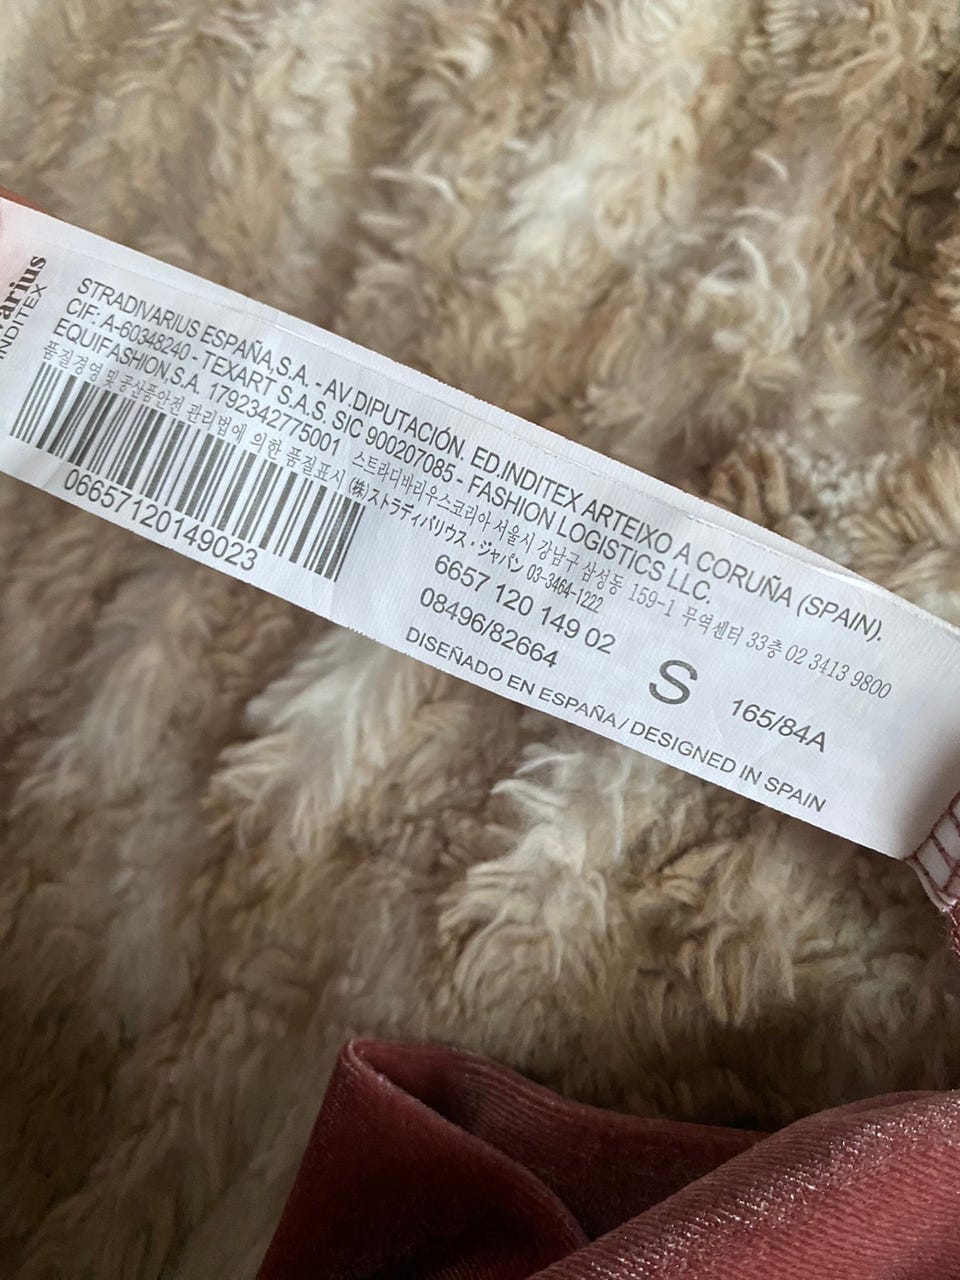 arius
INDITEX
STRADIVARIUS ESPAÑA,S.A. - AV.DIPUTACIÓN. ED.INDITEX ARTEIXO A CORUÑA (SPAIN).
CIF: A-60348240 - TEXART S.A.S. SIC 900207085 - FASHION LOGISTICS LLC.
EQUIFASHION,S.A. 1792342775001 스트라디바리우스코리아 서울시 강남구 삼성동 159-1 무역센터 33층 02 3413 9800
품질경영 및 공산품안전 관리법에 의한 품질표시 (株)ストラディバリウス・ジャパン 03-3464-1222
06657120149023
6657 120 149 02
08496/82664
S 165/84A
DISEÑADO EN ESPAÑA / DESIGNED IN SPAIN